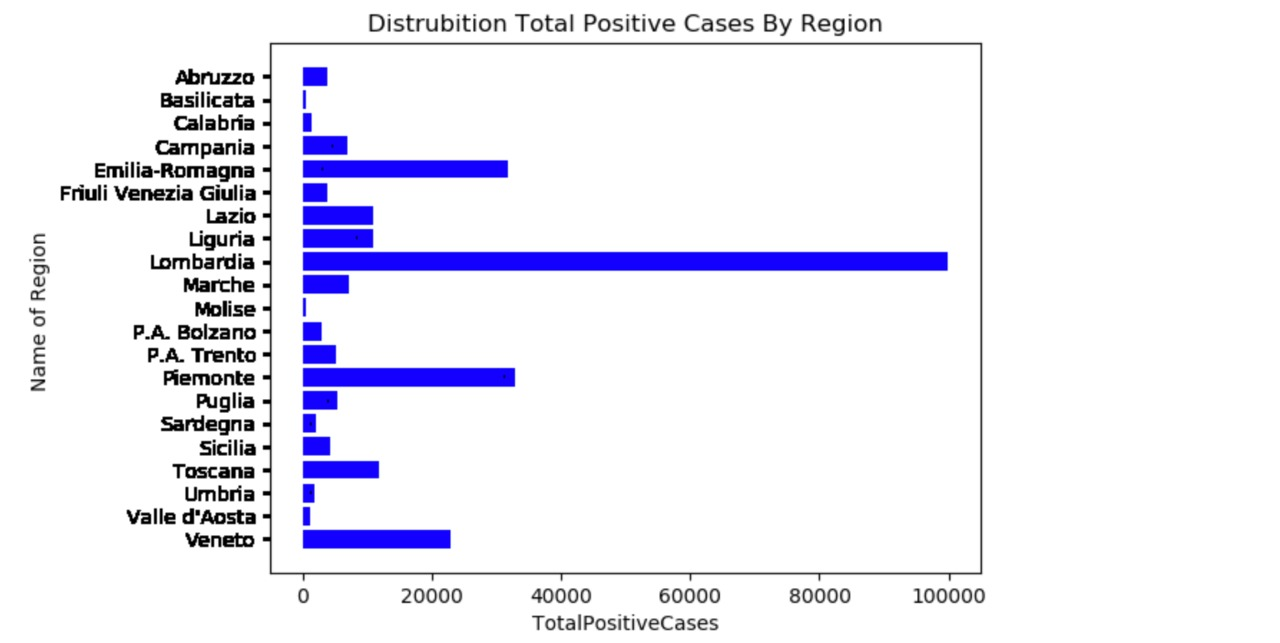 Distrubition Total Positive Cases By Region
Abruzzo
Basilicata
Calabria
Campania
Emilia-Romagna
Friuli Venezia Giulia
Lazio
Liguria
Lombardia
Marche
Molise
P.A. Bolzano
P.A. Trento
Piemonte
Puglia
Sardegna
Sicilia
Toscana
Umbria
Valle d'Aosta
Veneto
Name of Region
0 20000 40000 60000 80000 100000
TotalPositiveCases